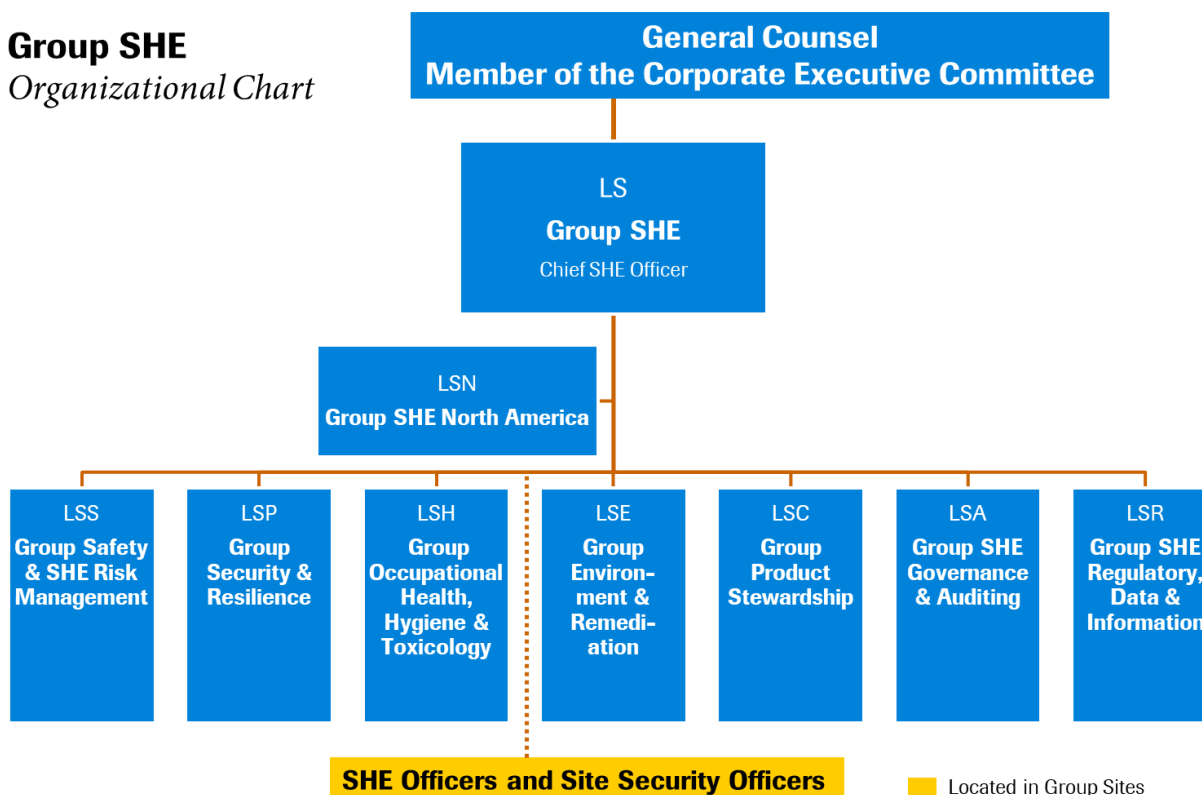 Group SHE
Organizational Chart
General Counsel
Member of the Corporate Executive Committee
LS
Group SHE
Chief SHE Officer
LSN
Group SHE North America
LSS
Group Safety
& SHE Risk
Management
LSP
Group
Security &
Resilience
LSH
Group
Occupational
Health,
Hygiene &
Toxicology
LSE
Group
Environ-
ment &
Remedi-
ation
LSC
Group
Product
Stewardship
LSA
Group SHE
Governance
& Auditing
LSR
Group SHE
Regulatory,
Data &
Information
SHE Officers and Site Security Officers
Located in Group Sites